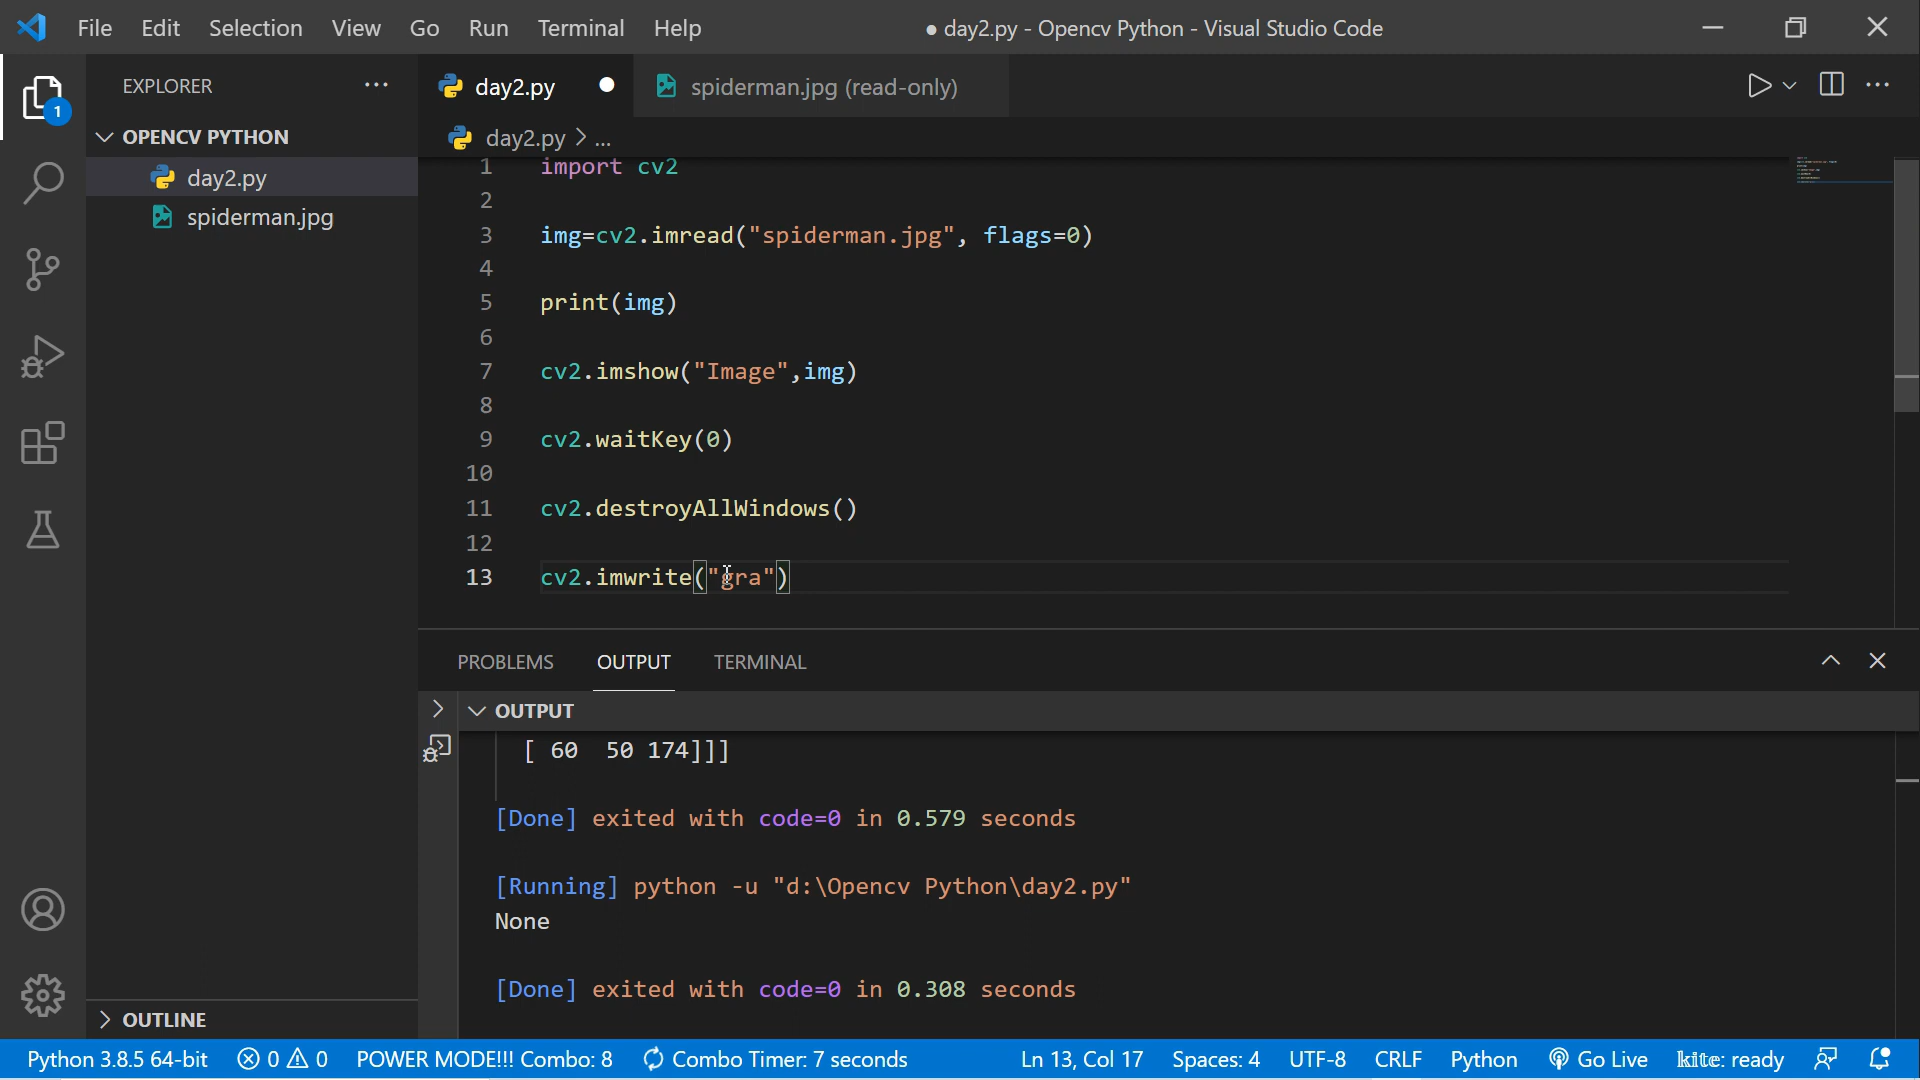 File Edit Selection View Go Run Terminal Help ● day2.py - Opencv Python - Visual Studio Code
EXPLORER ··· day2.py ● spiderman.jpg (read-only) ···
1
OPENCV PYTHON day2.py > ...
day2.py
spiderman.jpg
1 import cv2
2
3 img=cv2.imread("spiderman.jpg", flags=0)
4
5 print(img)
6
7 cv2.imshow("Image",img)
8
9 cv2.waitKey(0)
10
11 cv2.destroyAllWindows()
12
13 cv2.imwrite("gra")
PROBLEMS OUTPUT TERMINAL
OUTPUT
[ 60 50 174]]]
[Done] exited with code=0 in 0.579 seconds
[Running] python -u "d:\Opencv Python\day2.py"
None
[Done] exited with code=0 in 0.308 seconds
OUTLINE
Python 3.8.5 64-bit 0 0 POWER MODE!!! Combo: 8 Combo Timer: 7 seconds Ln 13, Col 17 Spaces: 4 UTF-8 CRLF Python Go Live kite: ready